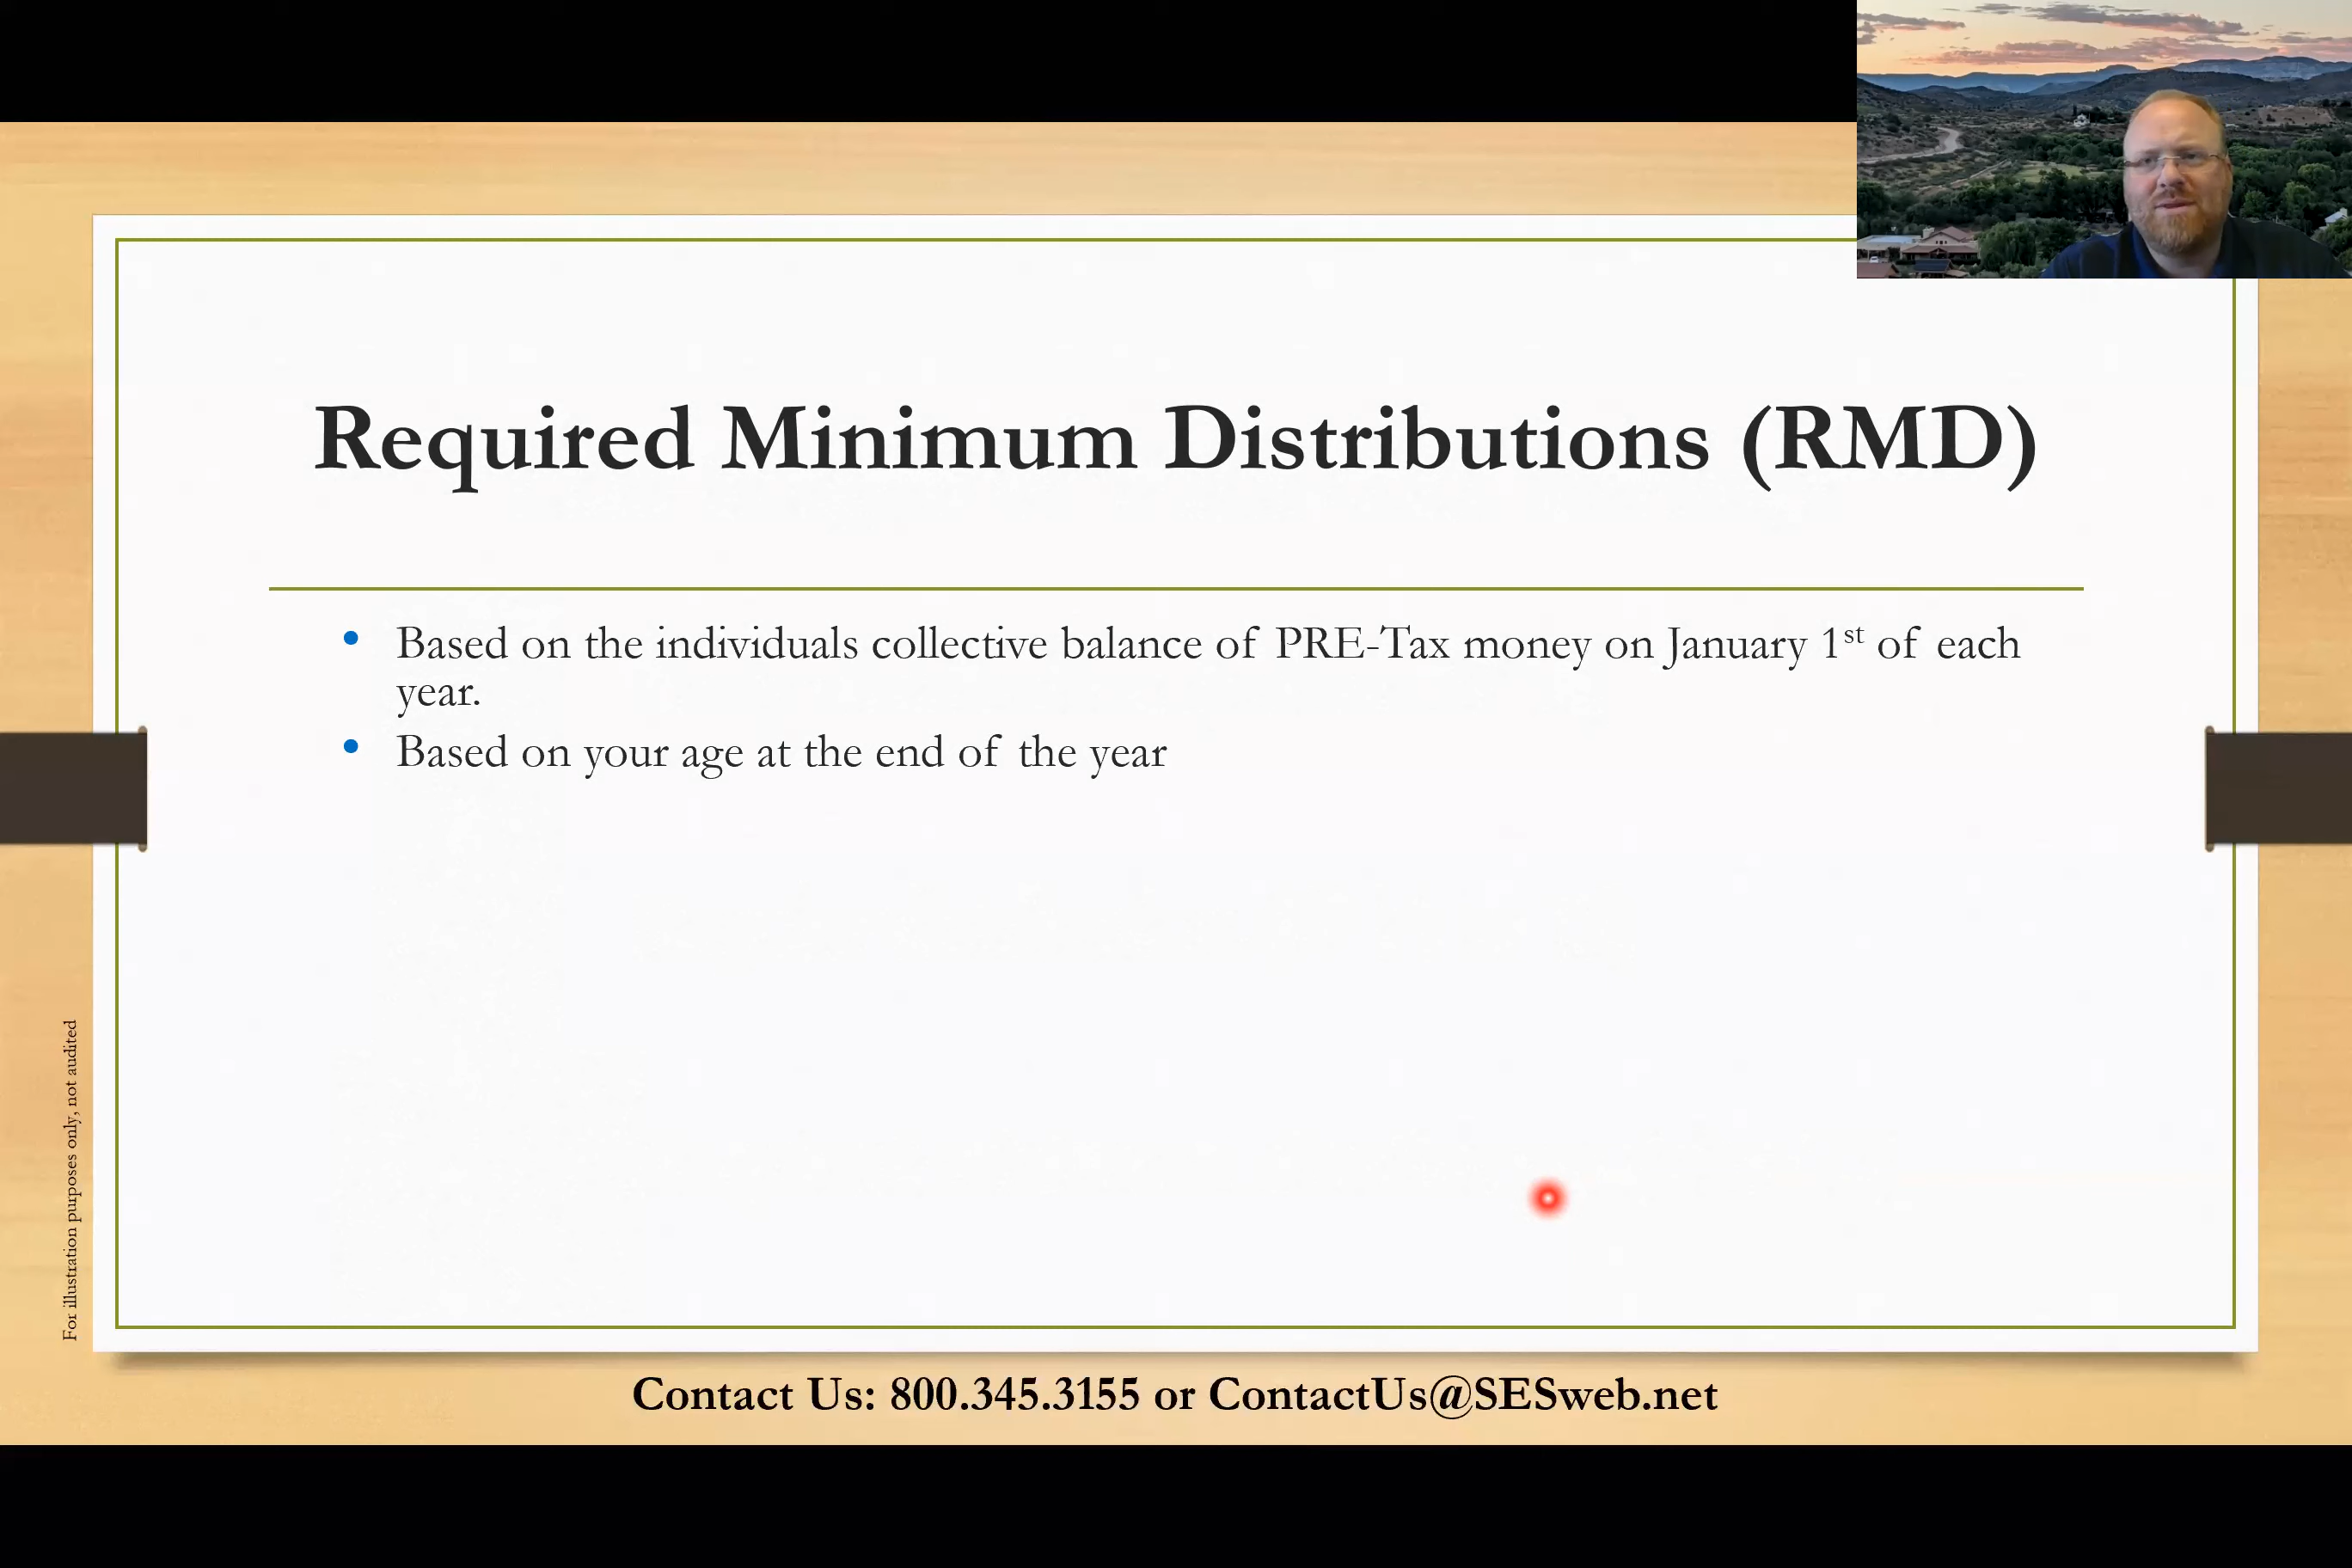 Required Minimum Distributions (RMD)
• Based on the individuals collective balance of PRE-Tax money on January 1st of each
year.
• Based on your age at the end of the year
For illustration purposes only, not audited
Contact Us: 800.345.3155 or ContactUs@SESweb.net